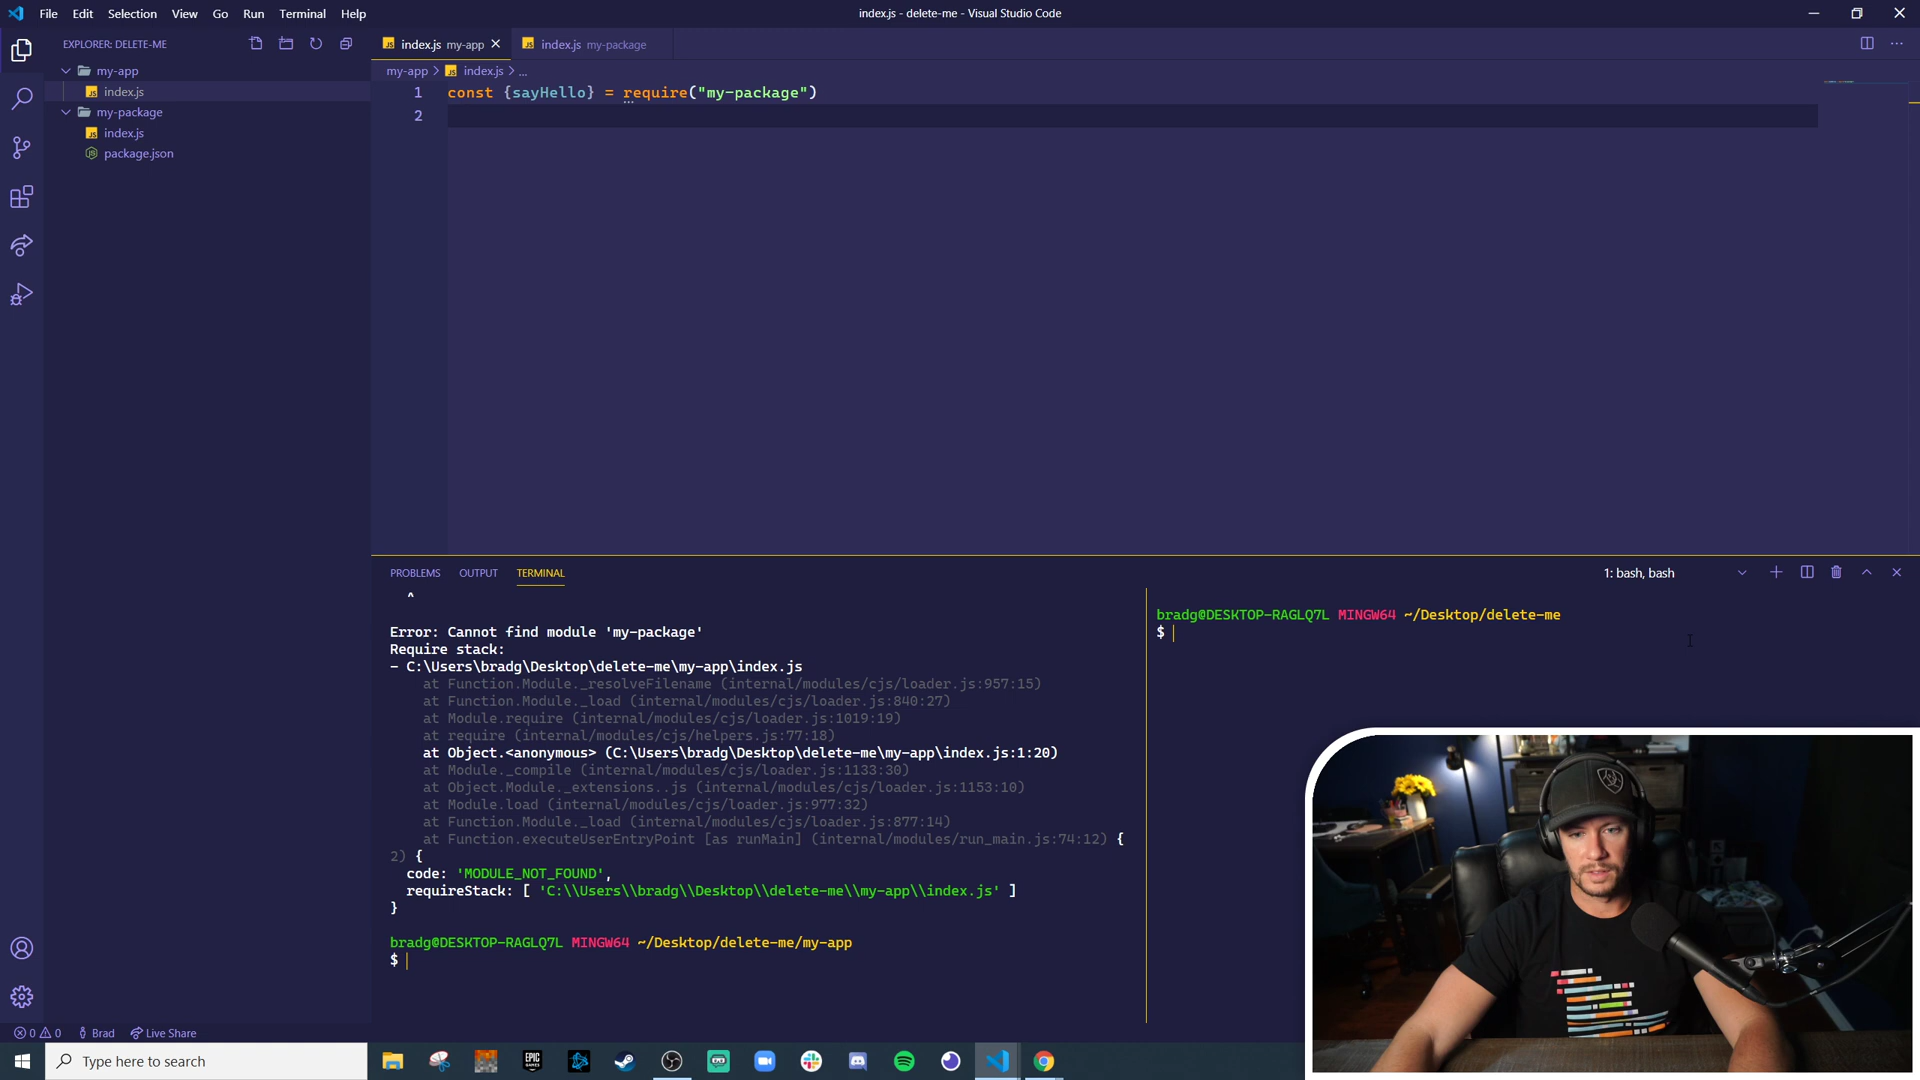 File Edit Selection View Go Run Terminal Help
index.js - delete-me - Visual Studio Code
EXPLORER: DELETE-ME
my-app
index.js
my-package
index.js
package.json
index.js my-app
index.js my-package
my-app > index.js > ...
1 const {sayHello} = require("my-package")
2
PROBLEMS OUTPUT TERMINAL
1: bash, bash
^
Error: Cannot find module 'my-package'
Require stack:
- C:\Users\bradg\Desktop\delete-me\my-app\index.js
at Function.Module._resolveFilename (internal/modules/cjs/loader.js:957:15)
at Function.Module._load (internal/modules/cjs/loader.js:840:27)
at Module.require (internal/modules/cjs/loader.js:1019:19)
at require (internal/modules/cjs/helpers.js:77:18)
at Object.<anonymous> (C:\Users\bradg\Desktop\delete-me\my-app\index.js:1:20)
at Module._compile (internal/modules/cjs/loader.js:1133:30)
at Object.Module._extensions..js (internal/modules/cjs/loader.js:1153:10)
at Module.load (internal/modules/cjs/loader.js:977:32)
at Function.Module._load (internal/modules/cjs/loader.js:877:14)
at Function.executeUserEntryPoint [as runMain] (internal/modules/run_main.js:74:12) {
2) {
code: 'MODULE_NOT_FOUND',
requireStack: [ 'C:\\Users\\bradg\\Desktop\\delete-me\\my-app\\index.js' ]
}
bradg@DESKTOP-RAGLQ7L MINGW64 ~/Desktop/delete-me/my-app
$
bradg@DESKTOP-RAGLQ7L MINGW64 ~/Desktop/delete-me
$
0 0 Brad Live Share
Type here to search
EPIC GAMES